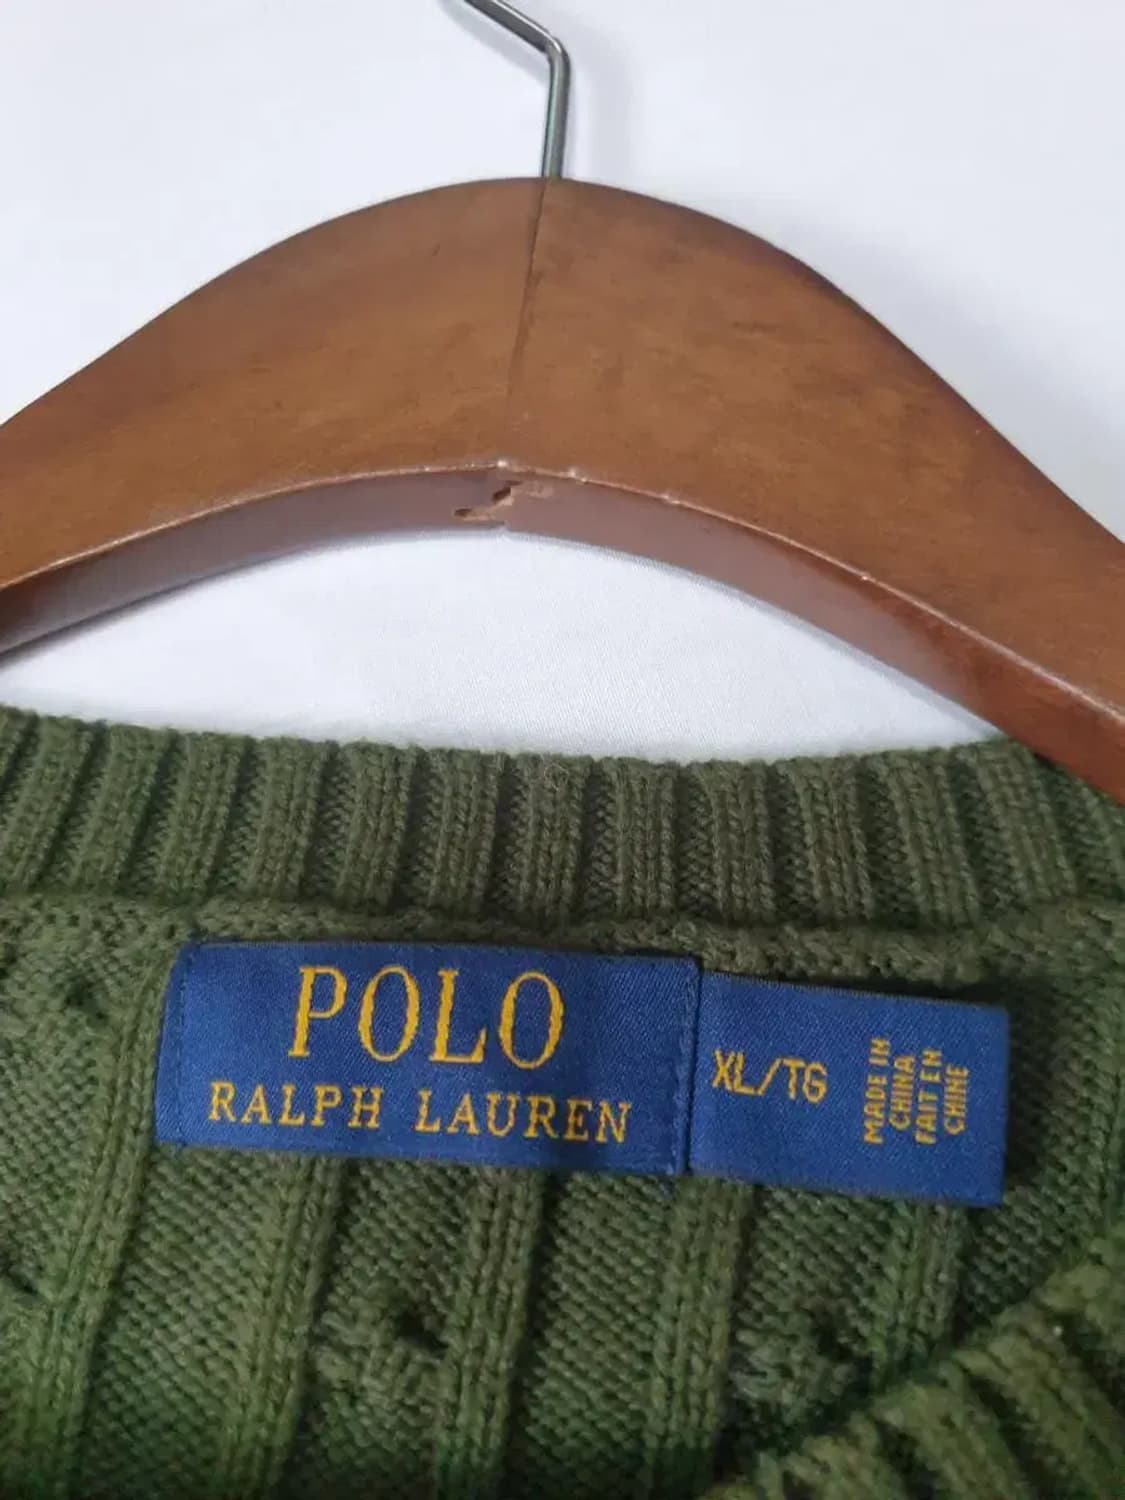 POLO
RALPH LAUREN
XL/TG
MADE IN
CHINA
FAIT EN
CHINE